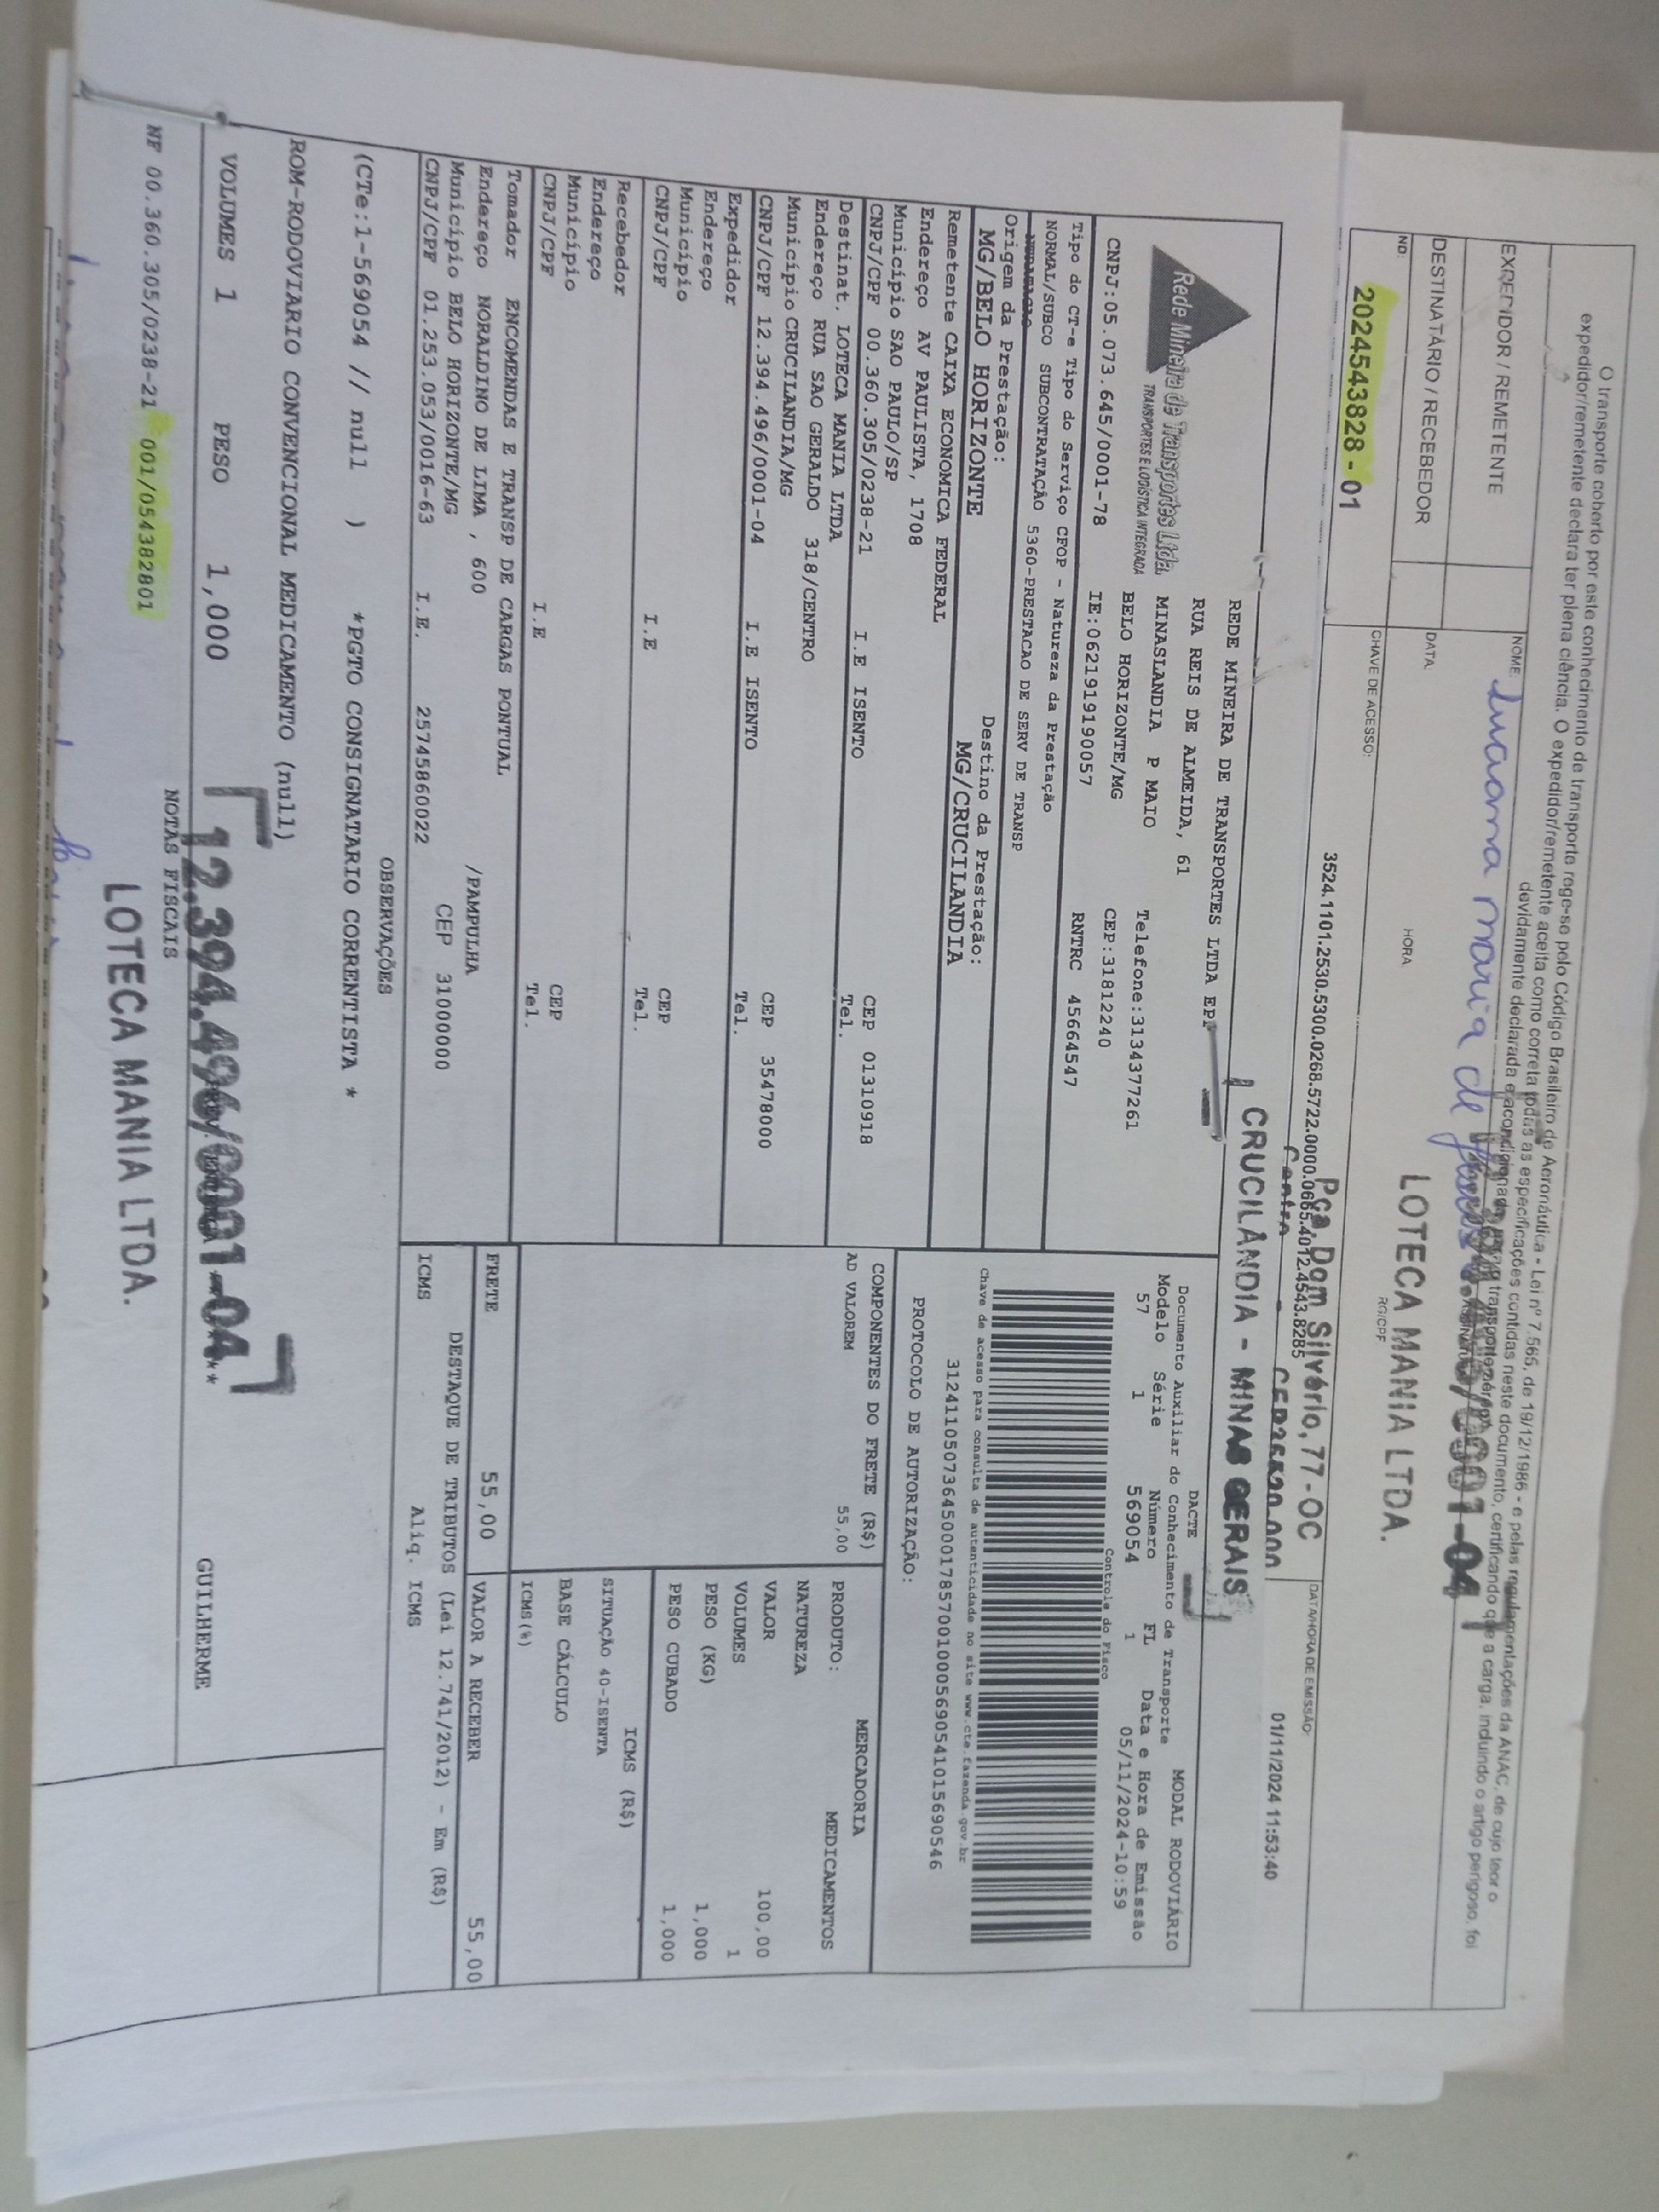 O transporte coberto por este conhecimento de transporte rege-se pelo Código Brasileiro de Aeronáutica - Lei nº 7.565, de 19/12/1986 - e pelas regulamentações da ANAC, de cujo teor o
expedidor/remetente declara ter plena ciência. O expedidor/remetente aceita como correta todas as especificações contidas neste documento, certificando que a carga, incluindo o artigo perigoso, foi
devidamente declarada e acondicionada para transporte aéreo
EXPEDIDOR / REMETENTE
NOME: Luciana maria de
DESTINATÁRIO / RECEBEDOR
DATA:
HORA
LOTECA MANIA LTDA.
RG/CPF
ND:
2024543828 - 01
CHAVE DE ACESSO:
3524.1101.2530.5300.0268.5722.0000.0665.4012.4543.8285
Pça. Dom Silvério, 77 - OC
Centro - CEP35520-000
DATA/HORA DE EMISSÃO
01/11/2024 11:53:40
CRUCILÂNDIA - MINAS GERAIS
Rede Mineira de Transportes Ltda.
TRANSPORTES E LOGÍSTICA INTEGRADA
REDE MINEIRA DE TRANSPORTES LTDA EPP
RUA REIS DE ALMEIDA, 61
MINASLANDIA P MAIO
Telefone:3134377261
BELO HORIZONTE/MG
CEP:31812240
CNPJ:05.073.645/0001-78
IE:0621919190057
RNTRC 45664547
DACTE
Documento Auxiliar do Conhecimento de Transporte
MODAL RODOVIÁRIO
Modelo Série Número FL Data e Hora de Emissão
57 1 569054 1 05/11/2024-10:59
Controle do Fisco
Tipo do CT-e Tipo do Serviço CFOP - Natureza da Prestação
NORMAL/SUBCO SUBCONTRATAÇÃO 5360-PRESTACAO DE SERV DE TRANSP
Chave de acesso para consulta de autenticidade no site www.cte.fazenda.gov.br
31241105073645000178570010005690541015690546
Origem da Prestação:
MG/BELO HORIZONTE
Destino da Prestação:
MG/CRUCILANDIA
PROTOCOLO DE AUTORIZAÇÃO:
Remetente CAIXA ECONOMICA FEDERAL
Endereço AV PAULISTA, 1708
Município SAO PAULO/SP
CEP 01310918
CNPJ/CPF 00.360.305/0238-21 I.E ISENTO Tel.
Destinat. LOTECA MANIA LTDA
Endereço RUA SAO GERALDO 318/CENTRO
Município CRUCILANDIA/MG
CEP 35478000
CNPJ/CPF 12.394.496/0001-04 I.E ISENTO Tel.
Expedidor
Endereço
Município
CEP
CNPJ/CPF I.E Tel.
Recebedor
Endereço
Município
CEP
CNPJ/CPF I.E Tel.
Tomador ENCOMENDAS E TRANSP DE CARGAS PONTUAL
Endereço NORALDINO DE LIMA , 600 /PAMPULHA
Município BELO HORIZONTE/MG CEP 31000000
CNPJ/CPF 01.253.053/0016-63 I.E. 25745860022
COMPONENTES DO FRETE (R$)
AD VALOREM 55,00
MERCADORIA
PRODUTO: MEDICAMENTOS
NATUREZA
VALOR 100,00
VOLUMES 1
PESO (KG) 1,000
PESO CUBADO 1,000
ICMS (R$)
SITUAÇÃO 40-ISENTA
BASE CÁLCULO
ICMS(%)
FRETE 55,00
VALOR A RECEBER 55,00
DESTAQUE DE TRIBUTOS (Lei 12.741/2012) - Em (R$)
ICMS Aliq. ICMS
OBSERVAÇÕES
(CTe:1-569054 // null ) *PGTO CONSIGNATARIO CORRENTISTA *
ROM-RODOVIARIO CONVENCIONAL MEDICAMENTO (null)
VOLUMES 1 PESO 1,000
12.394.496/0001-04
GUILHERME
NOTAS FISCAIS
NF 00.360.305/0238-21 001/054382801
LOTECA MANIA LTDA.